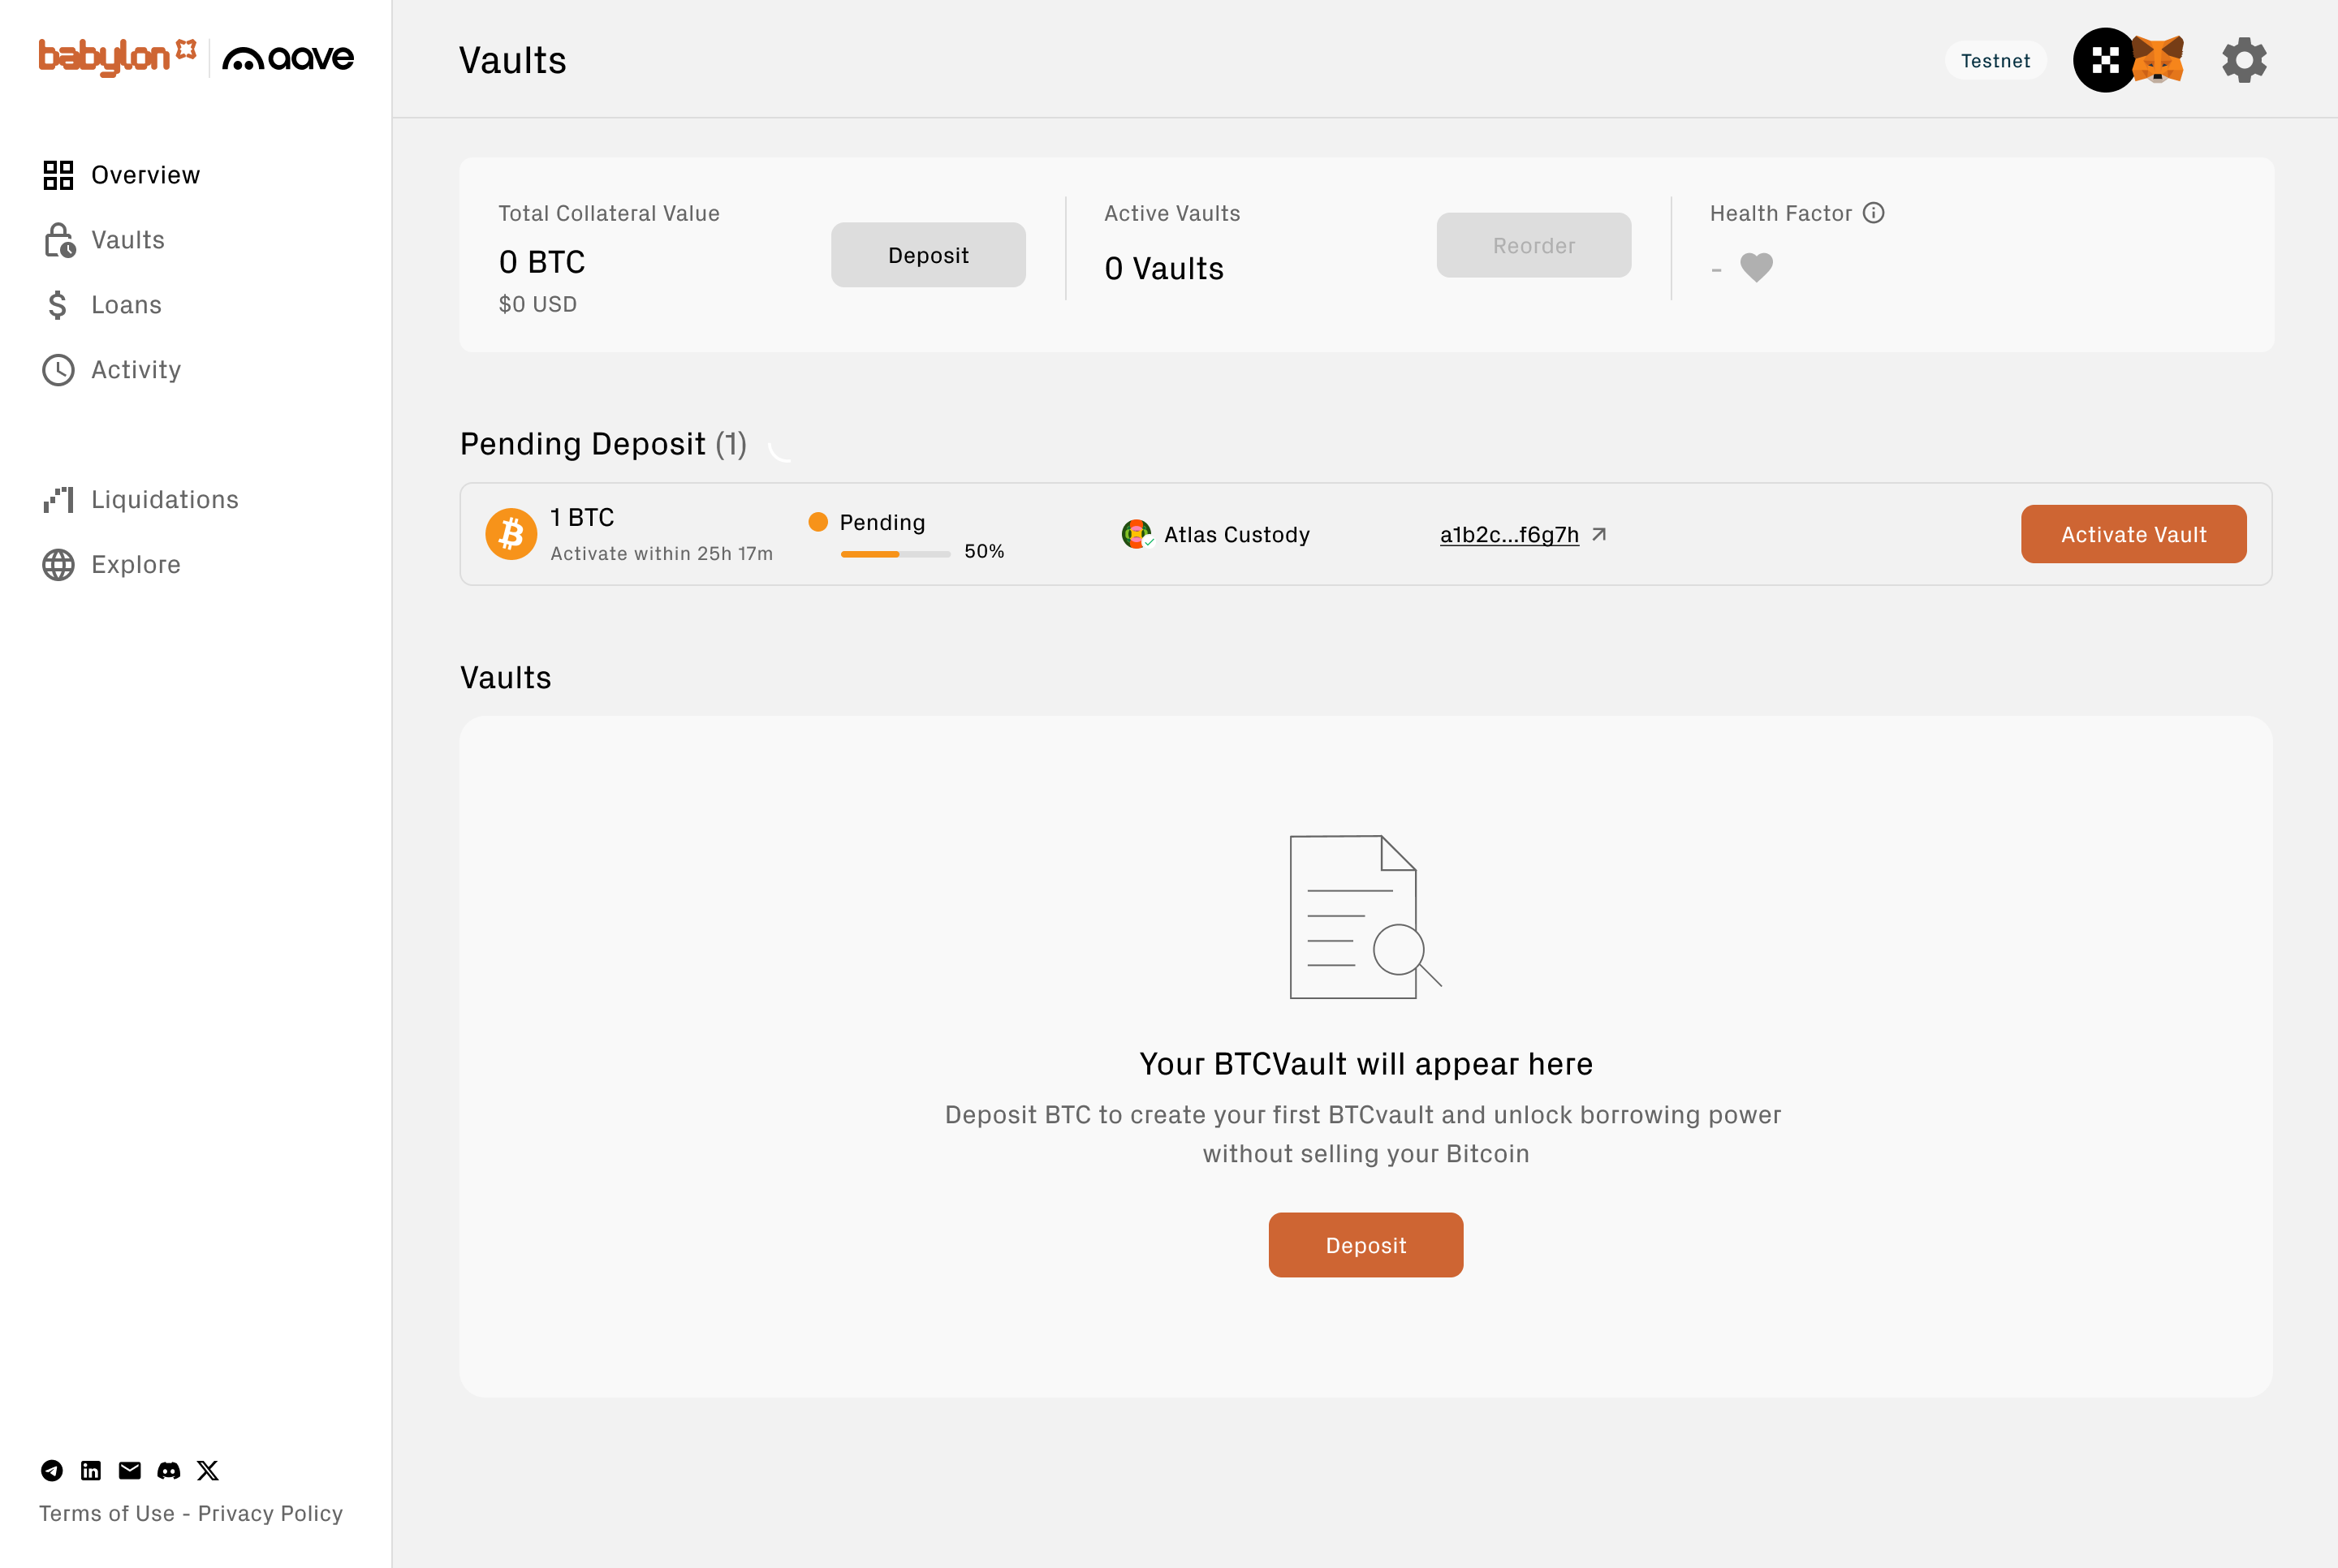 babylon aave
Overview
Vaults
Loans
Activity
Liquidations
Explore
Terms of Use - Privacy Policy
Vaults
Testnet
Total Collateral Value
0 BTC
$0 USD
Deposit
Active Vaults
0 Vaults
Reorder
Health Factor
-
Pending Deposit (1)
1 BTC
Activate within 25h 17m
Pending
50%
Atlas Custody
a1b2c...f6g7h
Activate Vault
Vaults
Your BTCVault will appear here
Deposit BTC to create your first BTCvault and unlock borrowing power
without selling your Bitcoin
Deposit